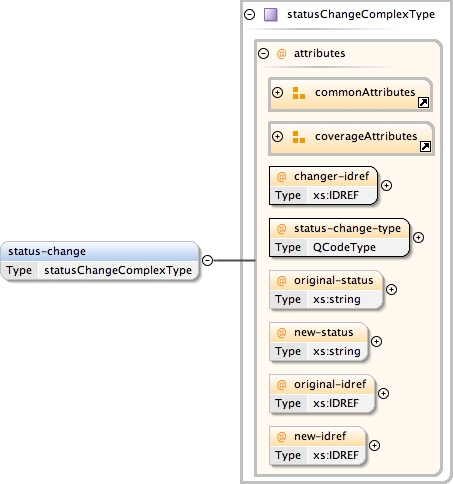 statusChangeComplexType
@ attributes
commonAttributes
coverageAttributes
@ changer-idref
Type xs:IDREF
@ status-change-type
Type QCodeType
status-change
Type statusChangeComplexType
@ original-status
Type xs:string
@ new-status
Type xs:string
@ original-idref
Type xs:IDREF
@ new-idref
Type xs:IDREF